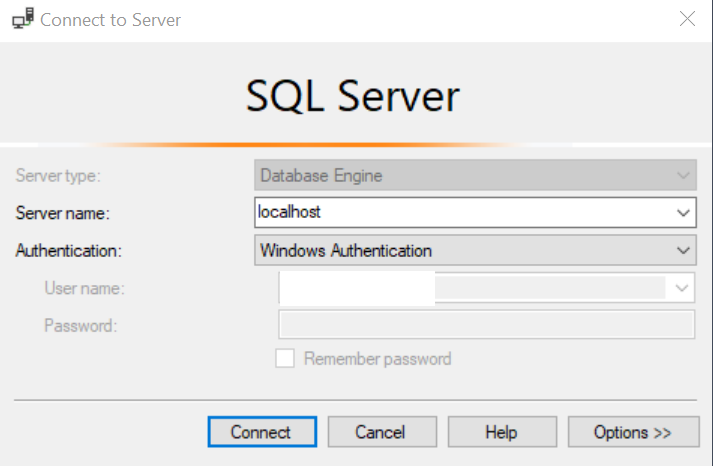 Connect to Server
SQL Server
Server type: Database Engine
Server name: localhost
Authentication: Windows Authentication
User name:
Password:
Remember password
Connect Cancel Help Options >>